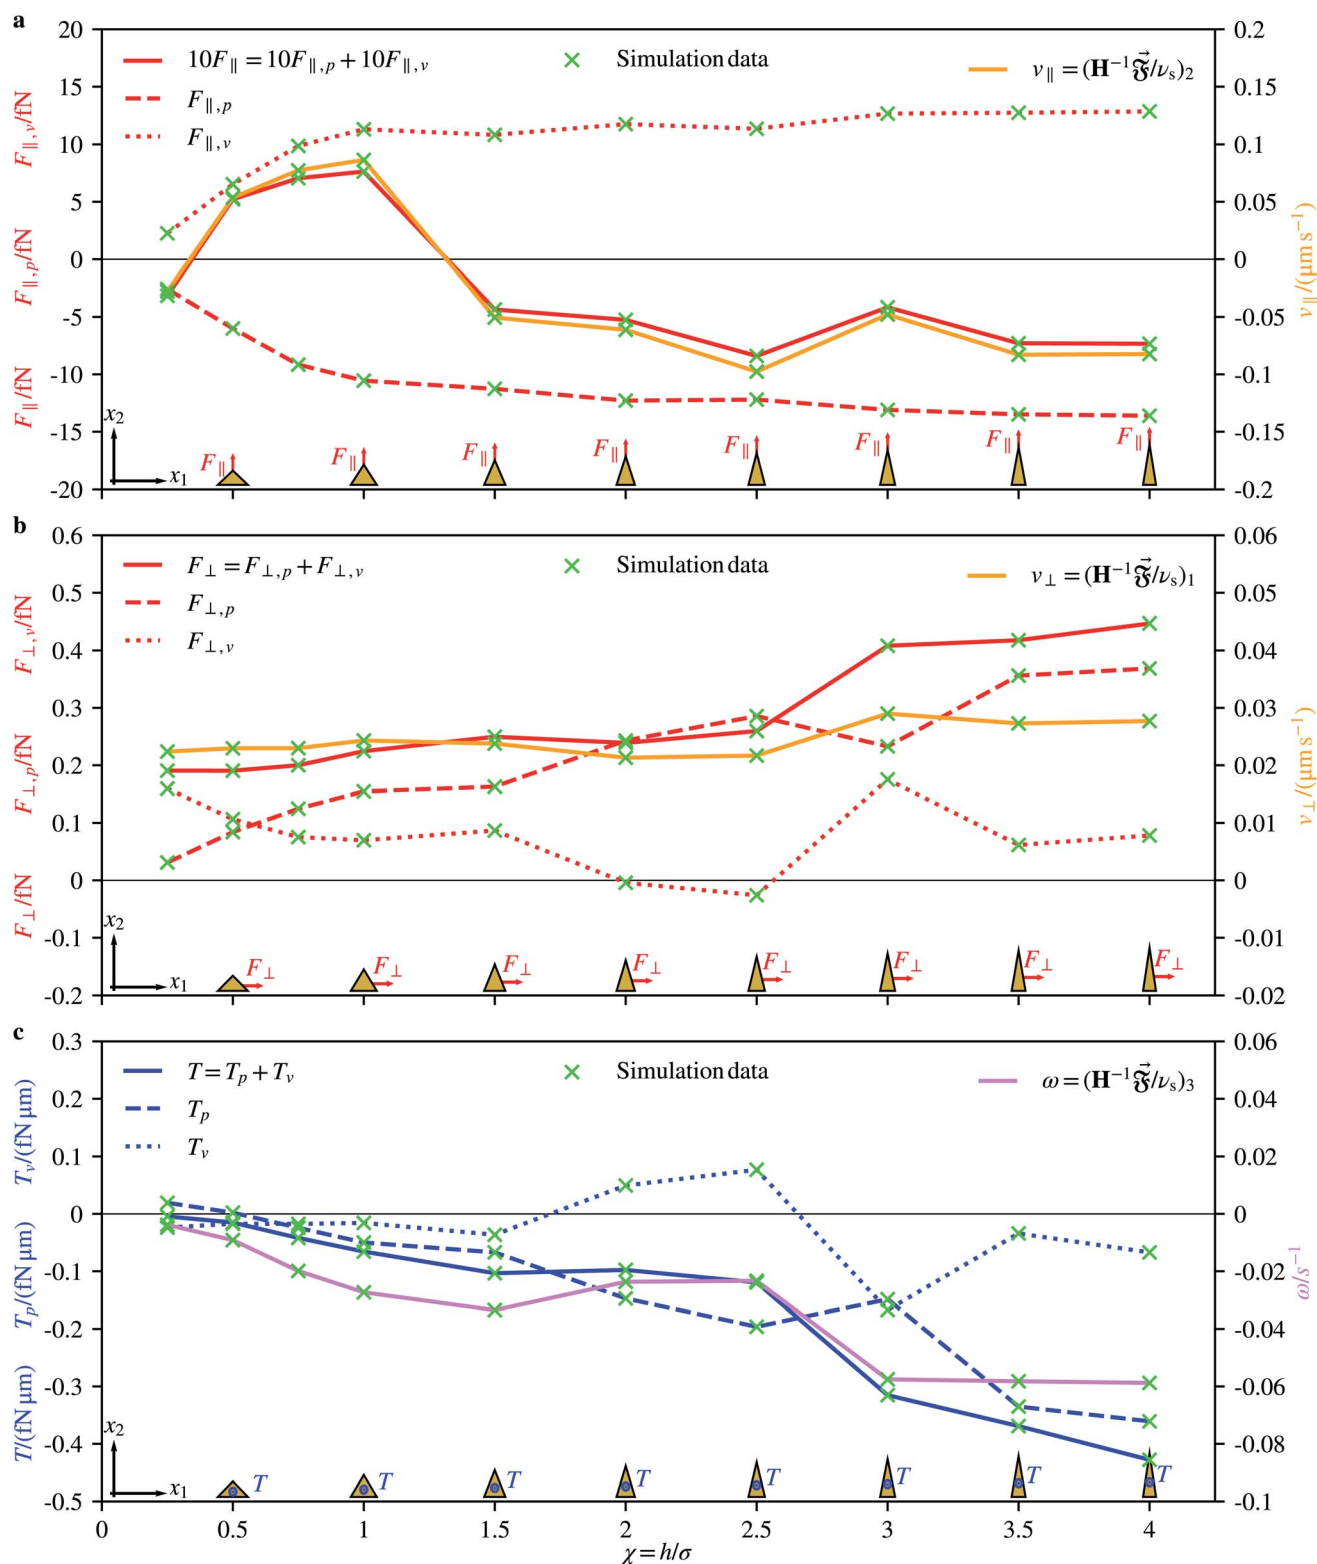 a
20
15
10
5
0
-5
-10
-15
-20
0.2
0.15
0.1
0.05
0
-0.05
-0.1
-0.15
-0.2
F∥,v/fN
F∥,p/fN
F∥/fN
v∥/(μm s⁻¹)
10F∥ = 10F∥,p + 10F∥,v
F∥,p
F∥,v
Simulation data
v∥ = (H⁻¹𝕱⃗/νs)2
x2
x1
F∥ F∥ F∥ F∥ F∥ F∥ F∥ F∥
b
0.6
0.5
0.4
0.3
0.2
0.1
0
-0.1
-0.2
0.06
0.05
0.04
0.03
0.02
0.01
0
-0.01
-0.02
F⊥,v/fN
F⊥,p/fN
F⊥/fN
v⊥/(μm s⁻¹)
F⊥ = F⊥,p + F⊥,v
F⊥,p
F⊥,v
Simulation data
v⊥ = (H⁻¹𝕱⃗/νs)1
x2
x1
F⊥ F⊥ F⊥ F⊥ F⊥ F⊥ F⊥ F⊥
c
0.3
0.2
0.1
0
-0.1
-0.2
-0.3
-0.4
-0.5
0.06
0.04
0.02
0
-0.02
-0.04
-0.06
-0.08
-0.1
Tv/(fN μm)
Tp/(fN μm)
T/(fN μm)
ω/s⁻¹
T = Tp + Tv
Tp
Tv
Simulation data
ω = (H⁻¹𝕱⃗/νs)3
x2
x1
T T T T T T T T
0 0.5 1 1.5 2 2.5 3 3.5 4
χ = h/σ